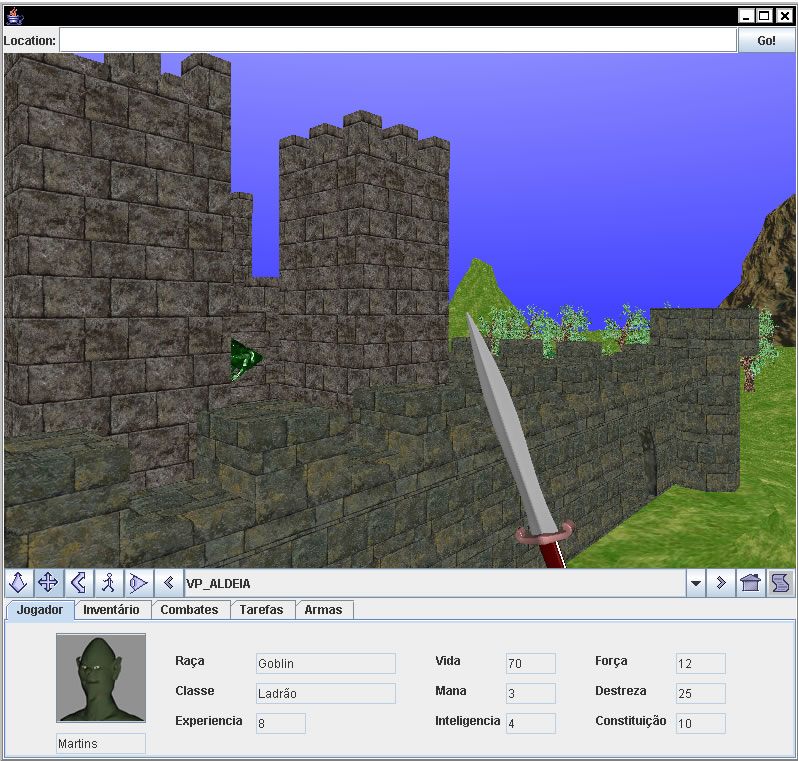 Location: Go!
VP_ALDEIA
Jogador Inventário Combates Tarefas Armas
Raça Goblin Vida 70 Força 12
Classe Ladrão Mana 3 Destreza 25
Experiencia 8 Inteligencia 4 Constituição 10
Martins